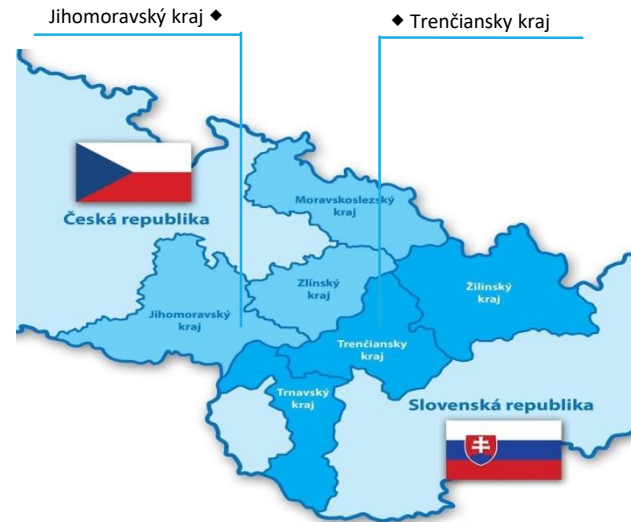 Jihomoravský kraj ◆
◆ Trenčiansky kraj
Moravskoslezský
kraj
Česká republika
Zlínský
kraj
Žilinský
kraj
Jihomoravský
kraj
Trenčiansky
kraj
Trnavský
kraj
Slovenská republika